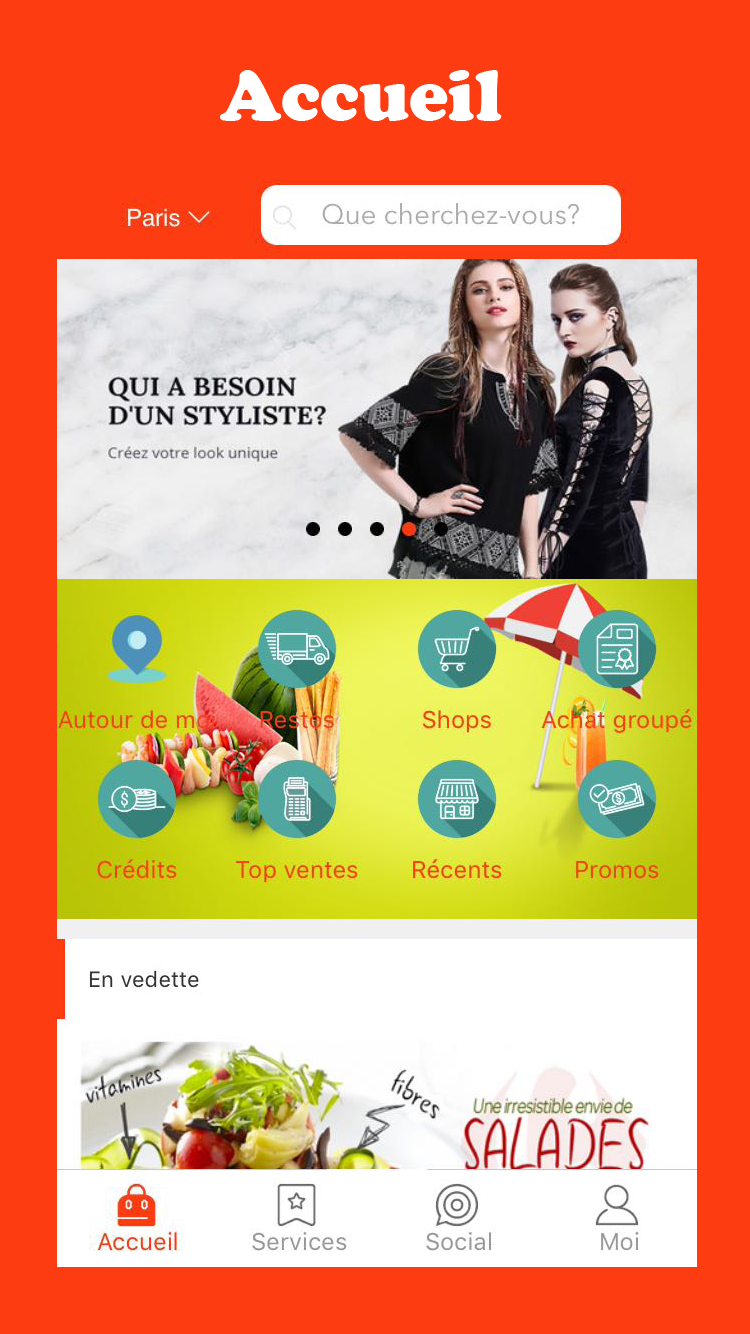 Accueil
Paris
Que cherchez-vous?
QUI A BESOIN
D'UN STYLISTE?
Créez votre look unique
Autour de mo
Restos
Shops
Achat groupé
Crédits
Top ventes
Récents
Promos
En vedette
vitamines
fibres
Une irresistible envie de
SALADES
Accueil
Services
Social
Moi